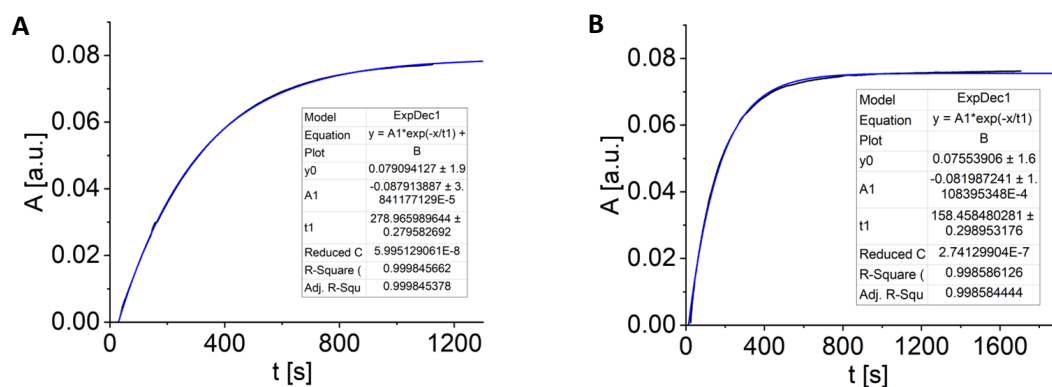 A
A [a.u.]
0.08
0.06
0.04
0.02
0.00
0 400 800 1200
t [s]
Model ExpDec1
Equation y = A1*exp(-x/t1) +
Plot B
y0 0.079094127 ± 1.9
A1 -0.087913887 ± 3.
841177129E-5
t1 278.965989644 ±
0.279582692
Reduced C 5.995129061E-8
R-Square ( 0.999845662
Adj. R-Squ 0.999845378
B
A [a.u.]
0.08
0.06
0.04
0.02
0.00
0 400 800 1200 1600
t [s]
Model ExpDec1
Equation y = A1*exp(-x/t1)
Plot B
y0 0.07553906 ± 1.6
A1 -0.081987241 ± 1.
108395348E-4
t1 158.458480281 ±
0.298953176
Reduced C 2.74129904E-7
R-Square ( 0.998586126
Adj. R-Squ 0.998584444